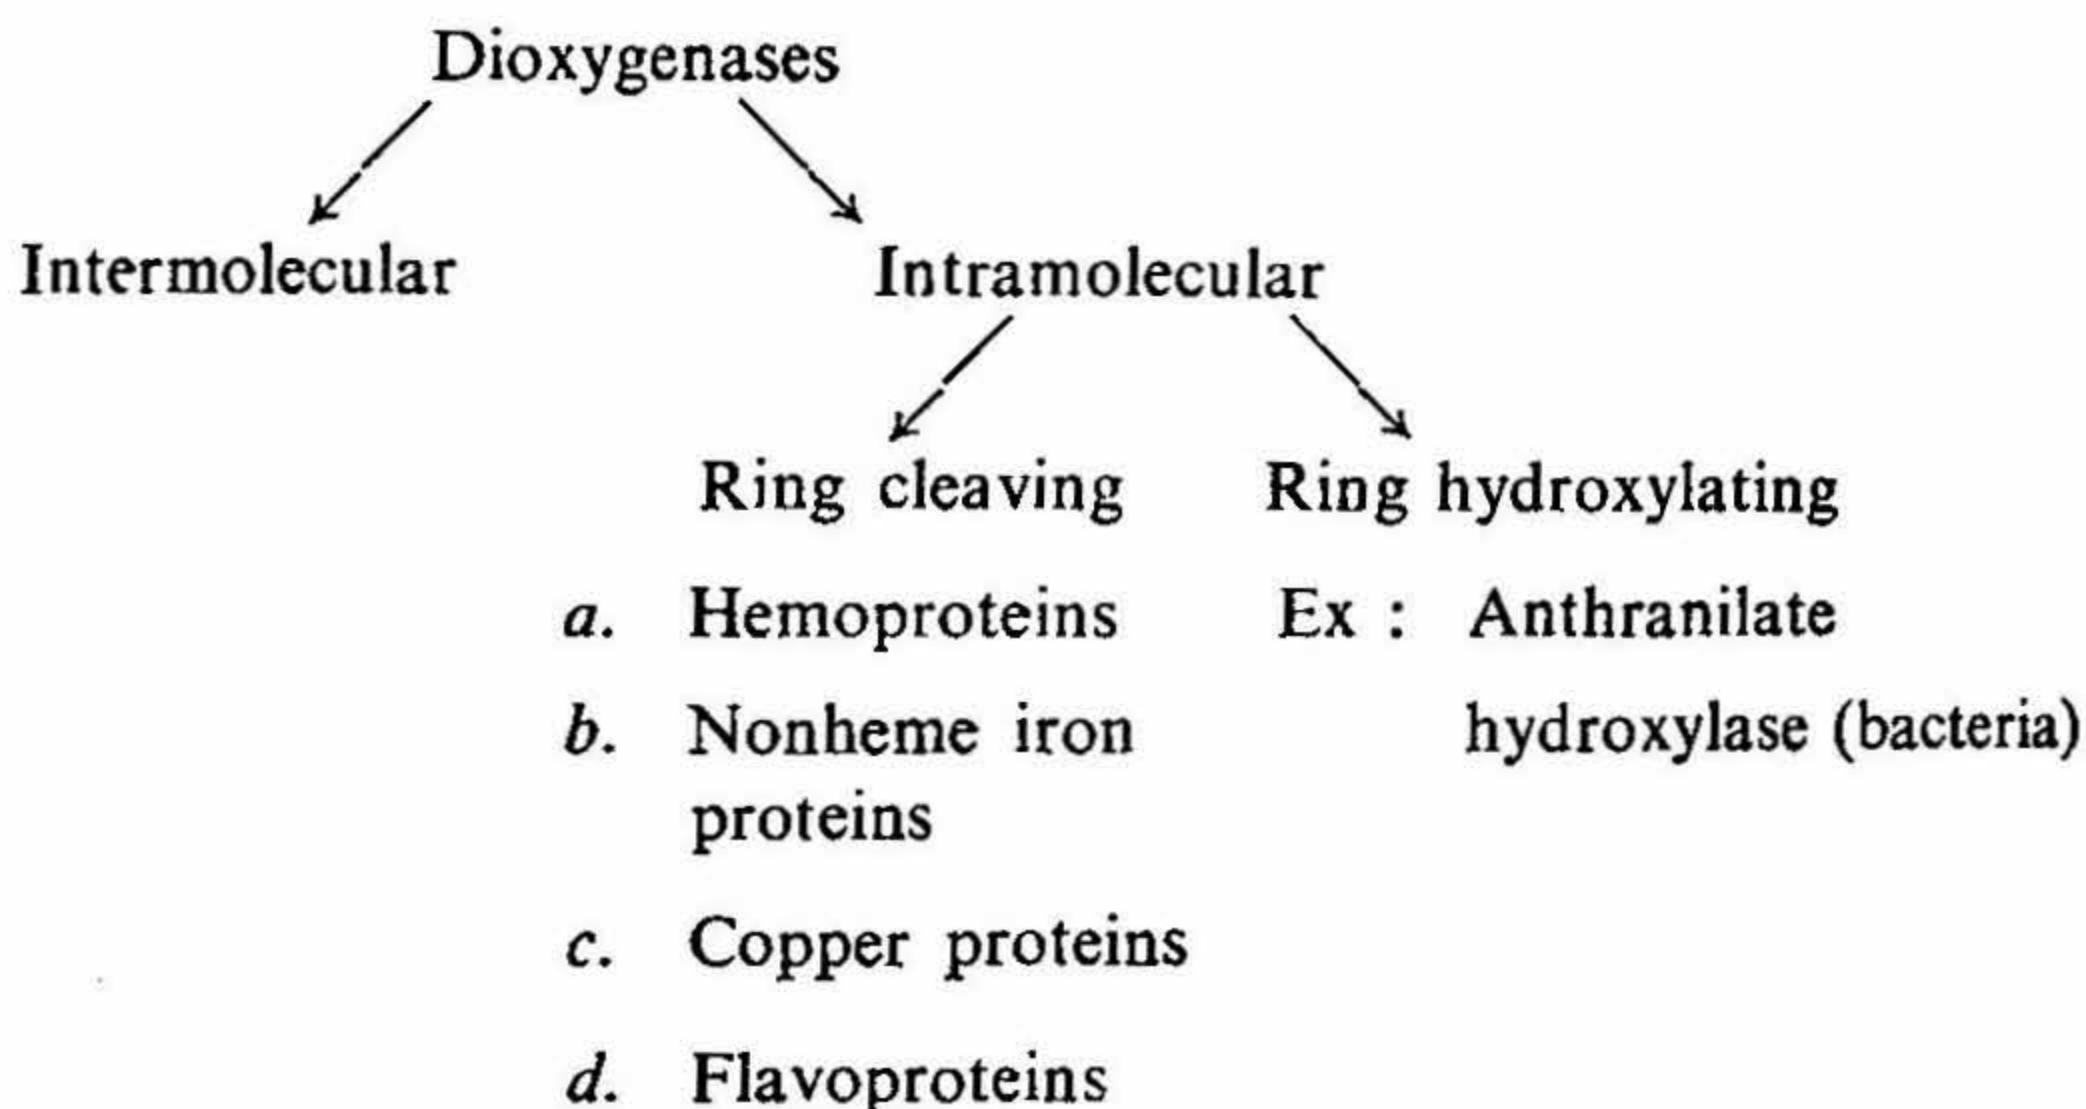 Dioxygenases
Intermolecular Intramolecular
Ring cleaving Ring hydroxylating
a. Hemoproteins Ex : Anthranilate
b. Nonheme iron hydroxylase (bacteria)
proteins
c. Copper proteins
d. Flavoproteins